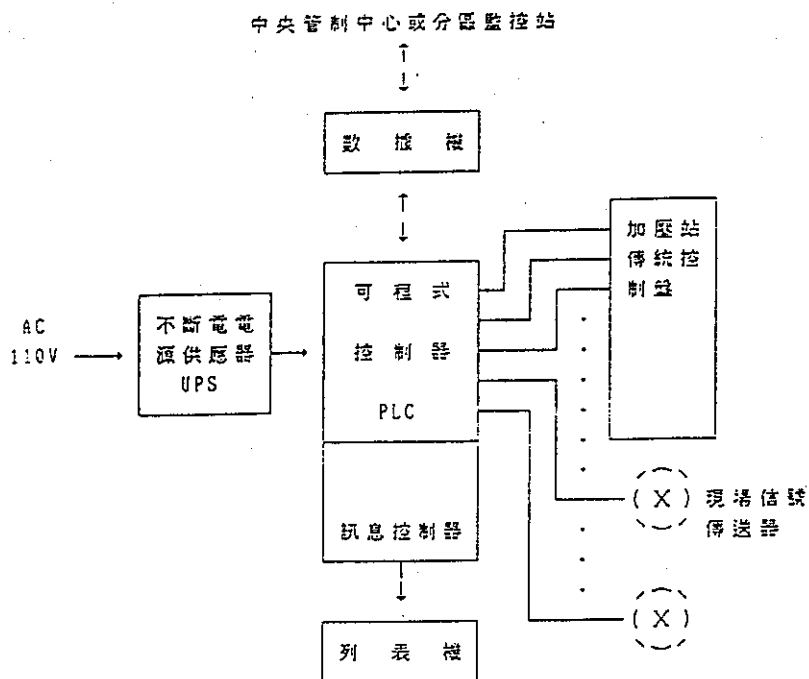 中央管制中心或分區監控站
數據機
加壓站
傳統控
制盤
可程式
控制器
PLC
AC
110V
不斷電電
源供應器
UPS
訊息控制器
(X) 現場信號
傳送器
(X)
列表機